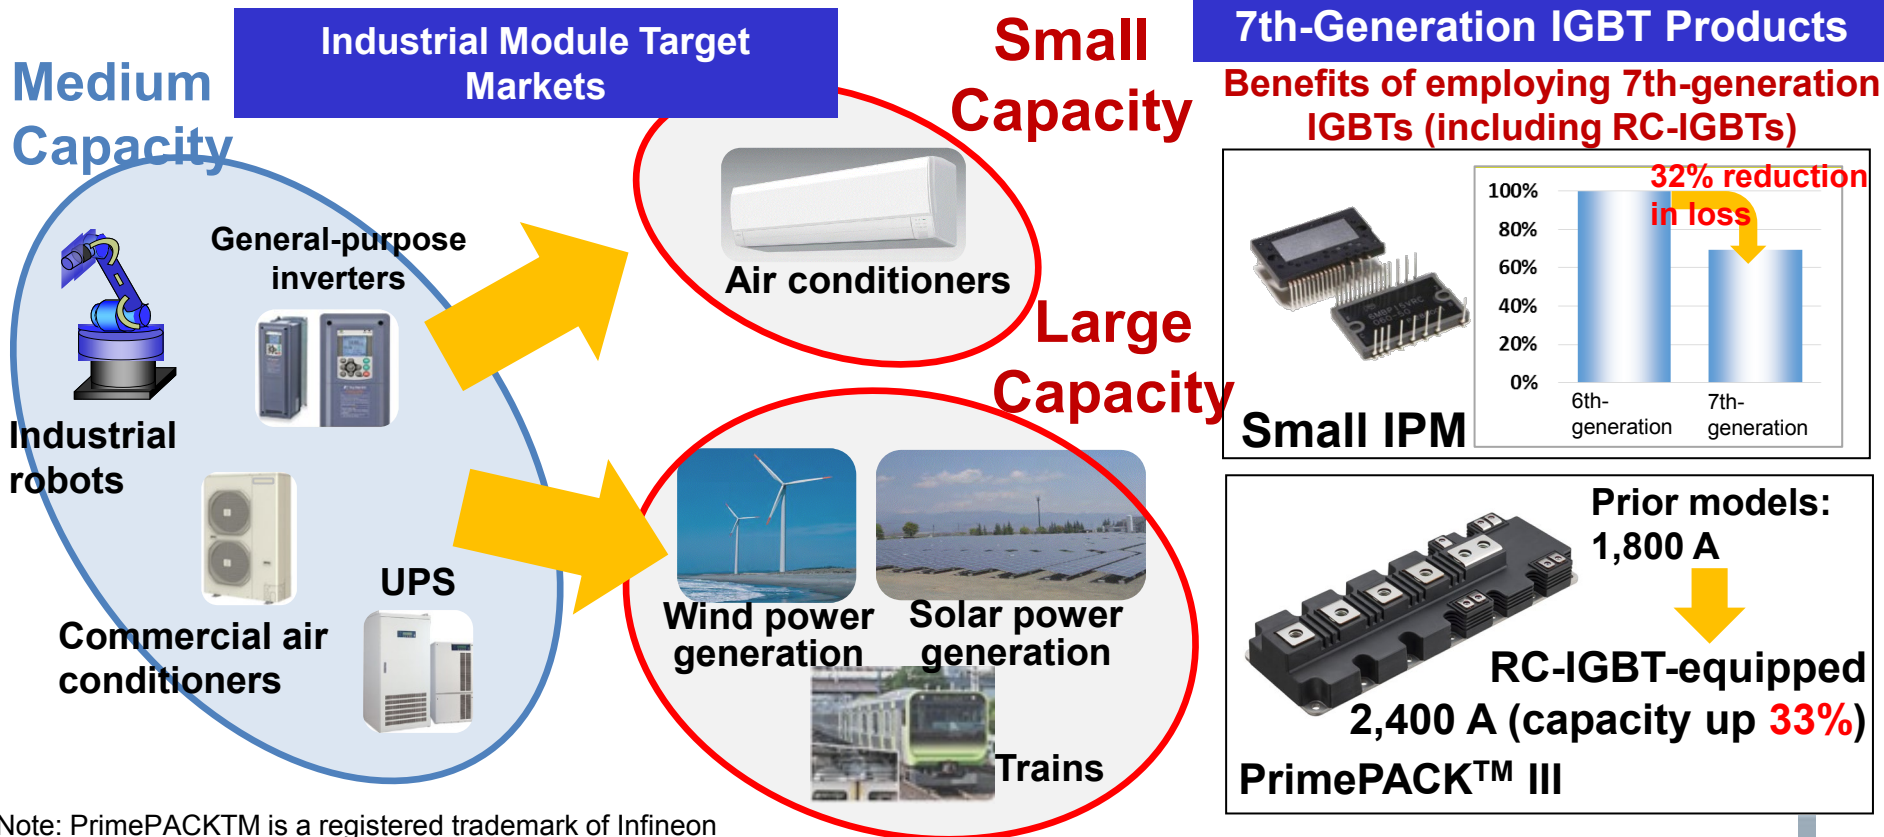 Industrial Module Target
Markets
Medium
Capacity
Industrial
robots
General-purpose
inverters
Commercial air
conditioners
UPS
Small
Capacity
Air conditioners
Large
Capacity
Wind power
generation
Solar power
generation
Trains
7th-Generation IGBT Products
Benefits of employing 7th-generation
IGBTs (including RC-IGBTs)
32% reduction
in loss
100%
80%
60%
40%
20%
0%
6th-
generation
7th-
generation
Small IPM
Prior models:
1,800 A
RC-IGBT-equipped
2,400 A (capacity up 33%)
PrimePACK™ III
Note: PrimePACKTM is a registered trademark of Infineon